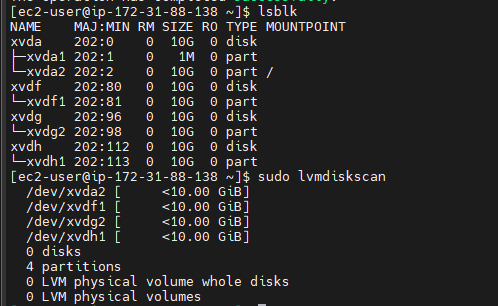 [ec2-user@ip-172-31-88-138 ~]$ lsblk
NAME    MAJ:MIN RM SIZE RO TYPE MOUNTPOINT
xvda    202:0    0  10G  0 disk
├─xvda1 202:1    0   1M  0 part
└─xvda2 202:2    0  10G  0 part /
xvdf    202:80   0  10G  0 disk
└─xvdf1 202:81   0  10G  0 part
xvdg    202:96   0  10G  0 disk
└─xvdg2 202:98   0  10G  0 part
xvdh    202:112  0  10G  0 disk
└─xvdh1 202:113  0  10G  0 part
[ec2-user@ip-172-31-88-138 ~]$ sudo lvmdiskscan
  /dev/xvda2 [     <10.00 GiB]
  /dev/xvdf1 [     <10.00 GiB]
  /dev/xvdg2 [     <10.00 GiB]
  /dev/xvdh1 [     <10.00 GiB]
  0 disks
  4 partitions
  0 LVM physical volume whole disks
  0 LVM physical volumes